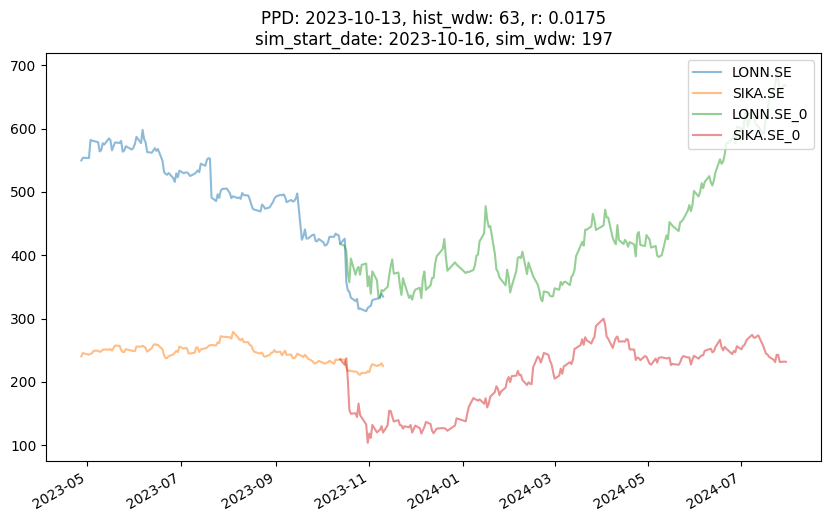 PPD: 2023-10-13, hist_wdw: 63, r: 0.0175
sim_start_date: 2023-10-16, sim_wdw: 197
700
600
500
400
300
200
100
LONN.SE
SIKA.SE
LONN.SE_0
SIKA.SE_0
2023-05
2023-07
2023-09
2023-11
2024-01
2024-03
2024-05
2024-07